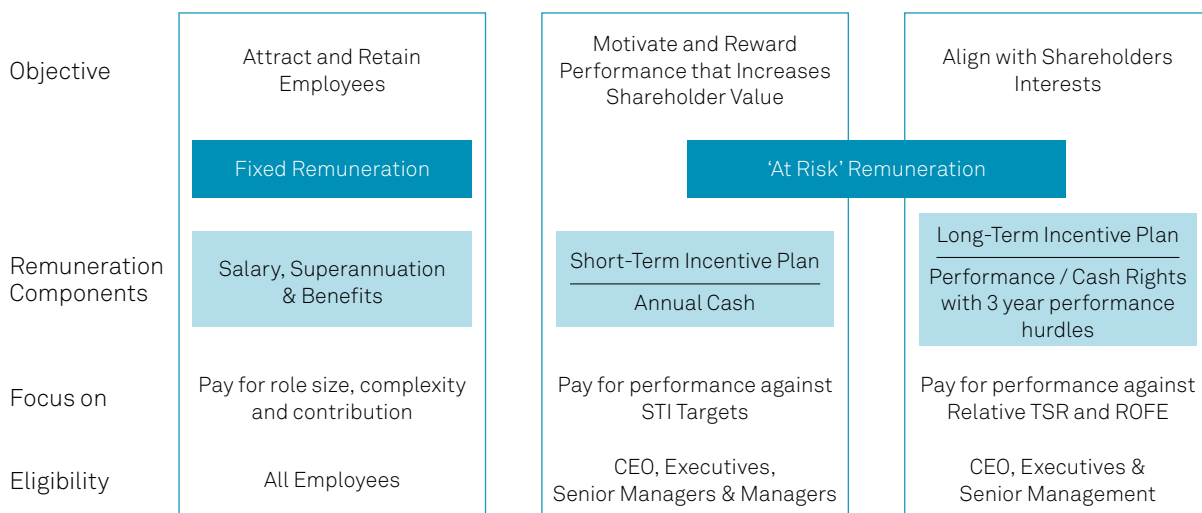 Objective
Attract and Retain
Employees
Motivate and Reward
Performance that Increases
Shareholder Value
Align with Shareholders
Interests
Fixed Remuneration
‘At Risk’ Remuneration
Remuneration
Components
Salary, Superannuation
& Benefits
Short-Term Incentive Plan
Annual Cash
Long-Term Incentive Plan
Performance / Cash Rights
with 3 year performance
hurdles
Focus on
Pay for role size, complexity
and contribution
Pay for performance against
STI Targets
Pay for performance against
Relative TSR and ROFE
Eligibility
All Employees
CEO, Executives,
Senior Managers & Managers
CEO, Executives &
Senior Management